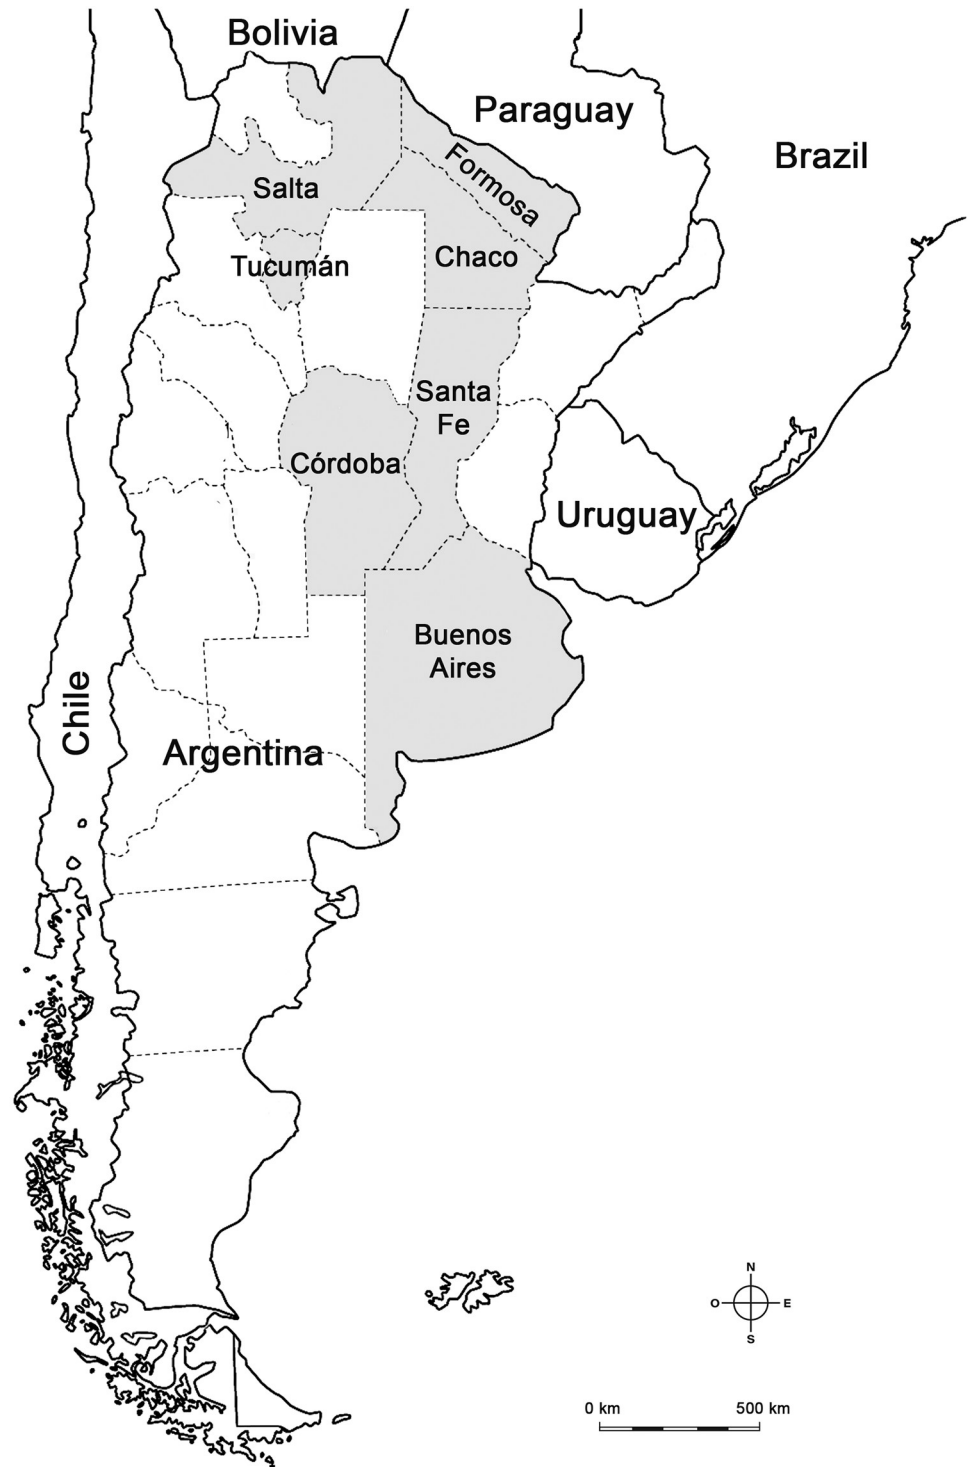 Bolivia
Paraguay
Brazil
Formosa
Salta
Chaco
Tucumán
Santa
Fe
Córdoba
Uruguay
Buenos
Aires
Chile
Argentina
N
O
E
S
0 km
500 km